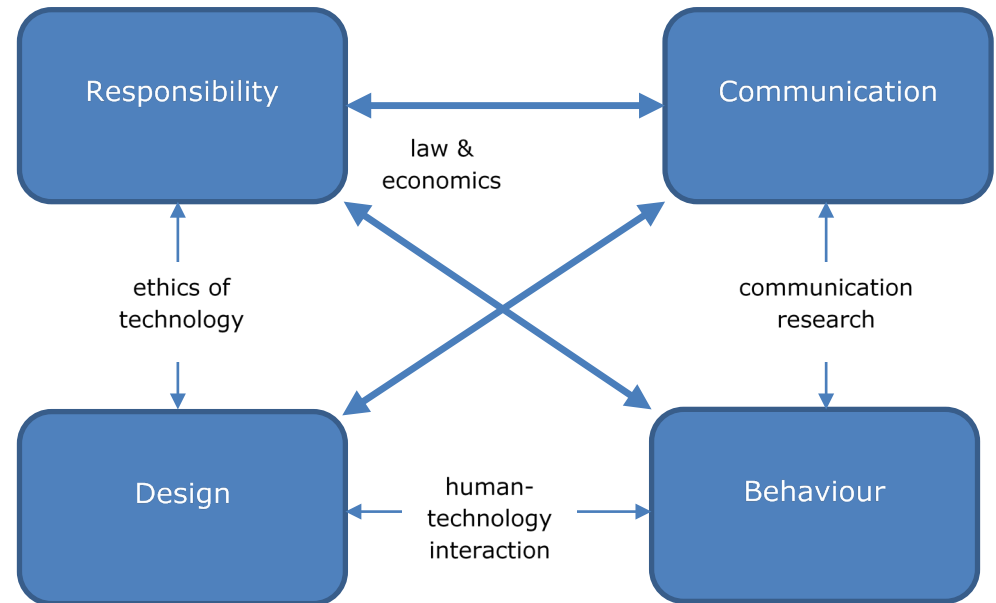 Responsibility
Communication
law &
economics
ethics of
technology
communication
research
Design
human-
technology
interaction
Behaviour